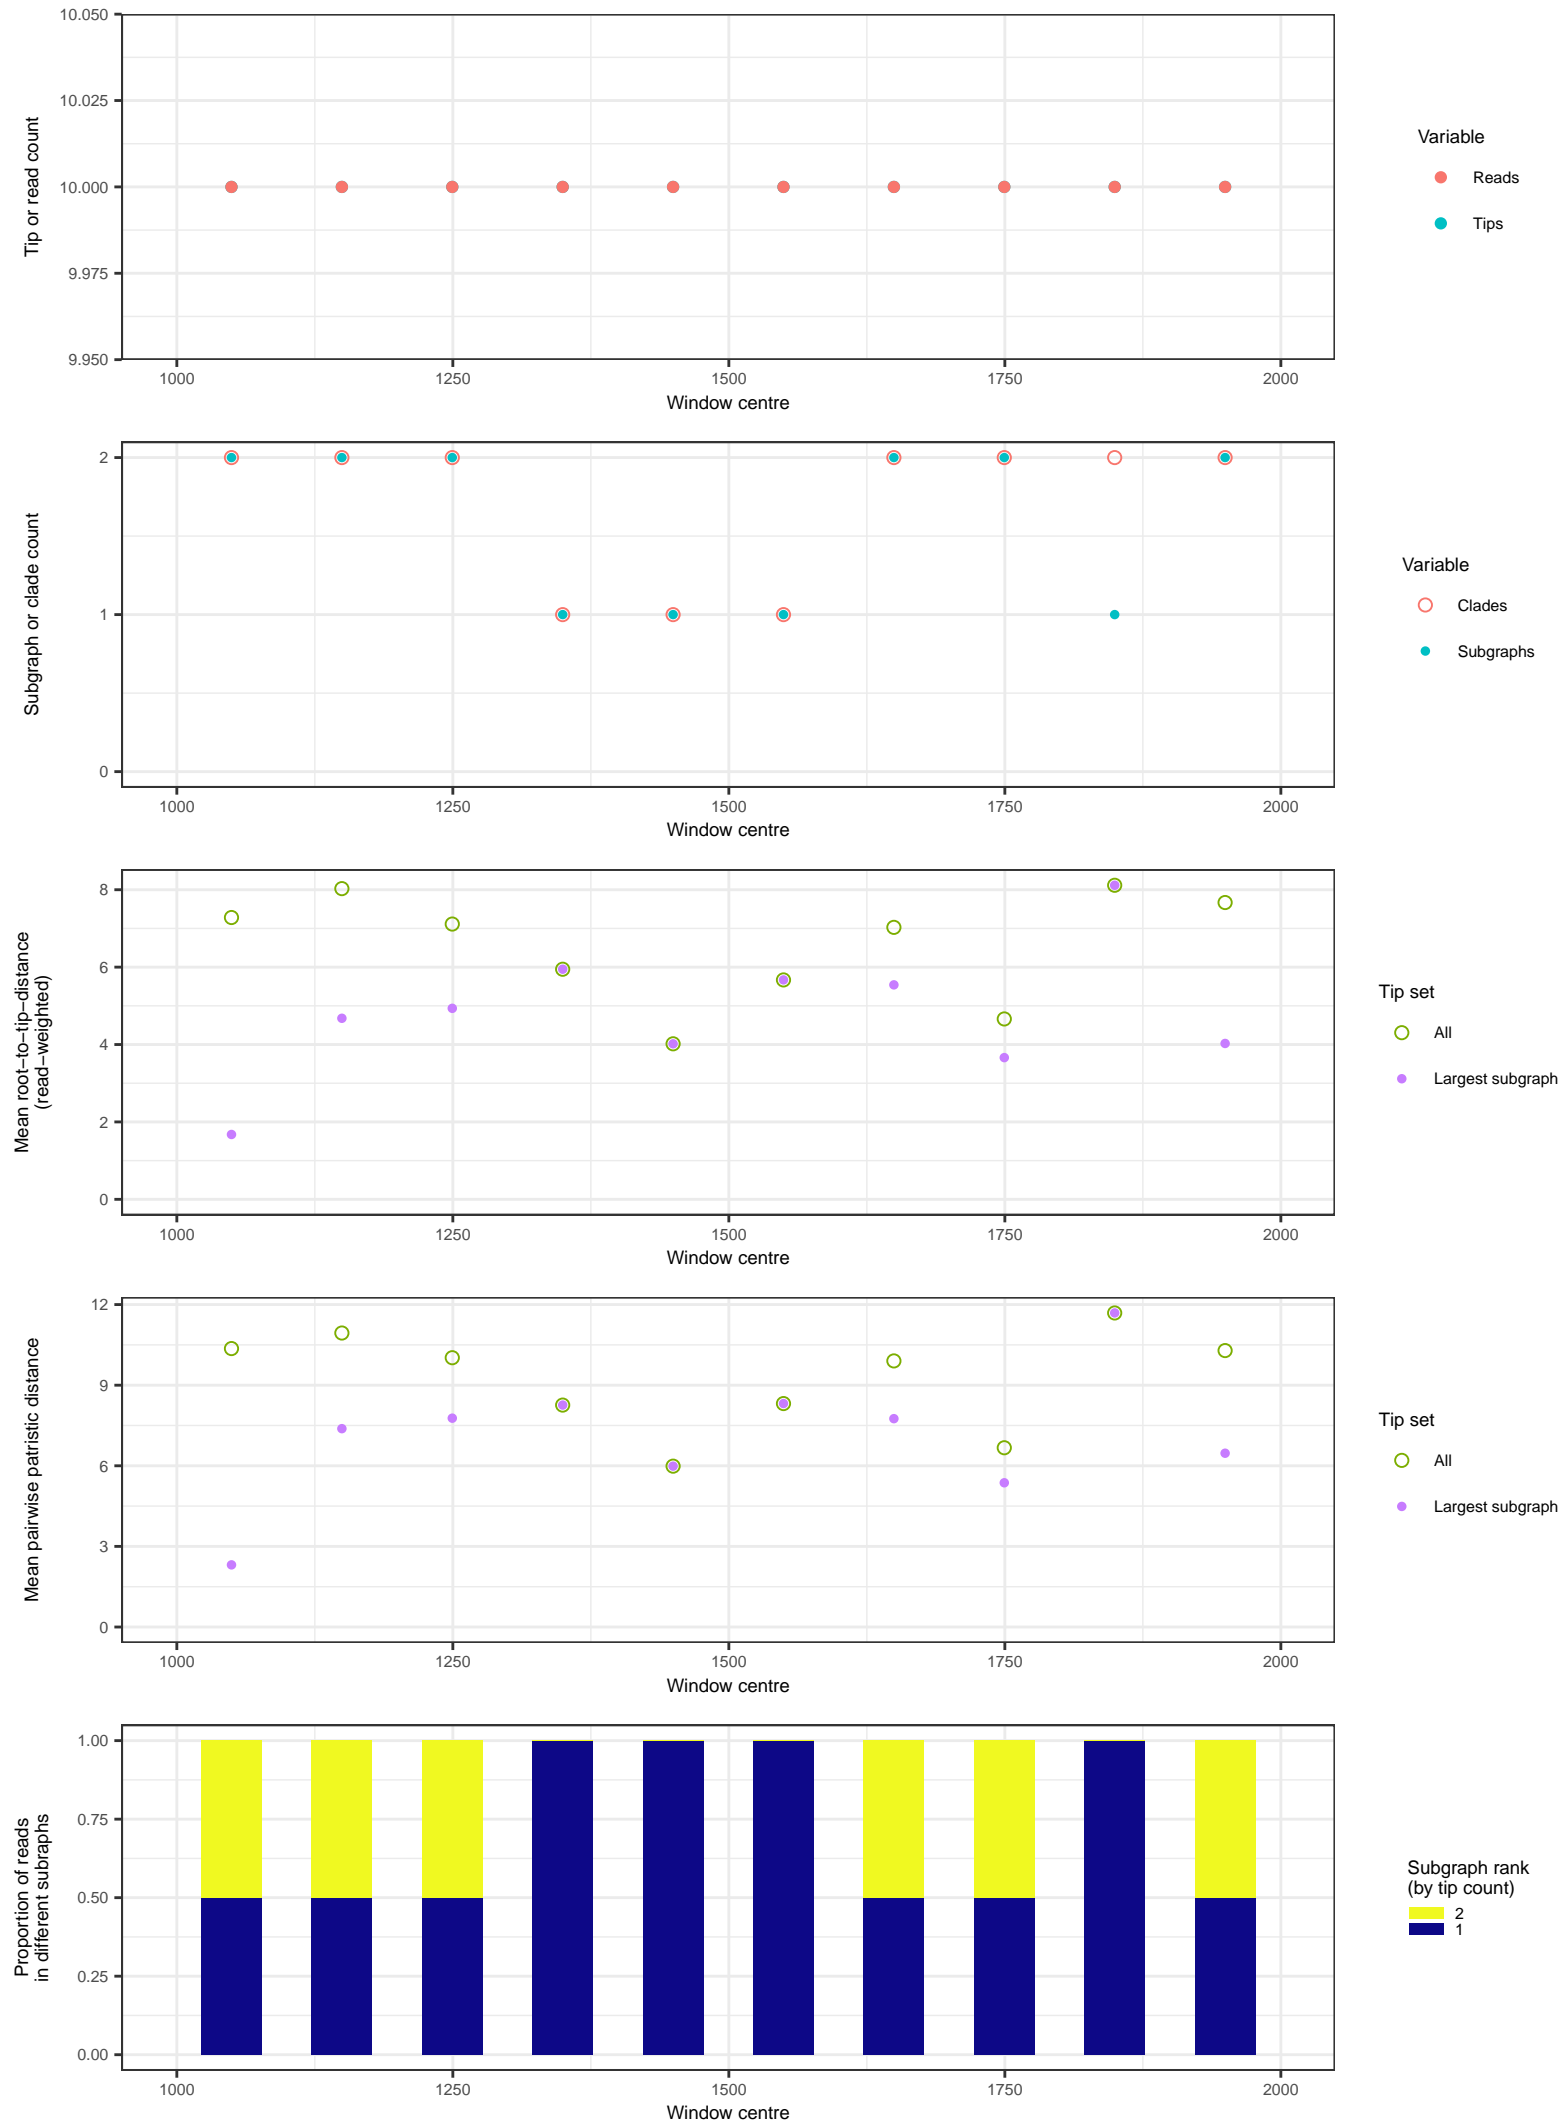 10.050
10.025
10.000
9.975
9.950
Tip or read count
1000 1250 1500 1750 2000
Window centre
Variable
Reads
Tips
2
1
0
Subgraph or clade count
1000 1250 1500 1750 2000
Window centre
Variable
Clades
Subgraphs
8
6
4
2
0
Mean root−to−tip−distance
(read−weighted)
1000 1250 1500 1750 2000
Window centre
Tip set
All
Largest subgraph
12
9
6
3
0
Mean pairwise patristic distance
1000 1250 1500 1750 2000
Window centre
Tip set
All
Largest subgraph
1.00
0.75
0.50
0.25
0.00
Proportion of reads
in different subraphs
1000 1250 1500 1750 2000
Window centre
Subgraph rank
(by tip count)
2
1